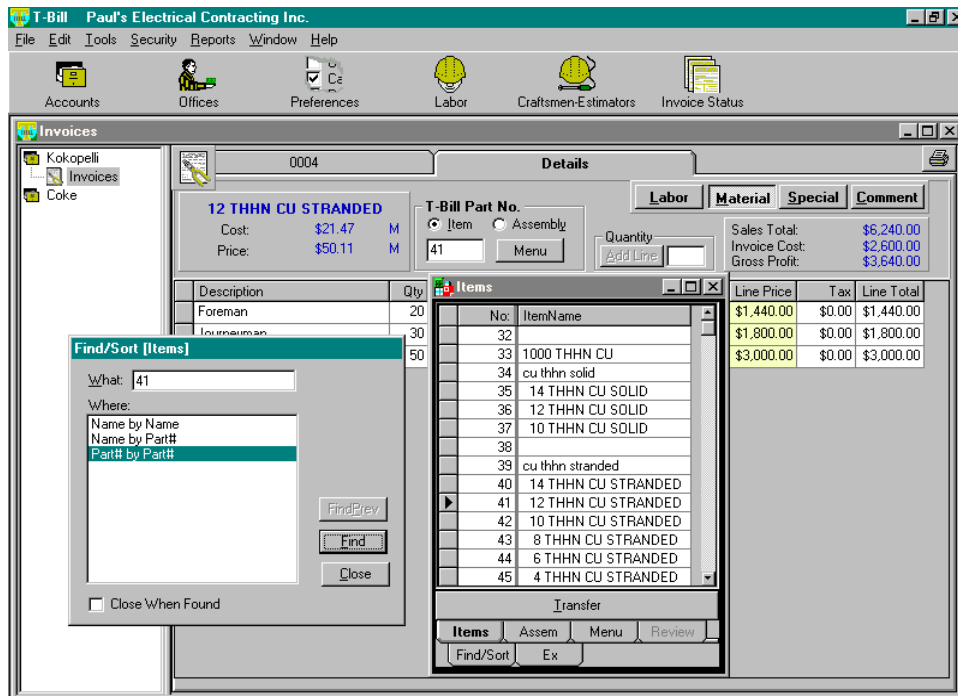 T-Bill Paul's Electrical Contracting Inc.
File Edit Tools Security Reports Window Help
Accounts Offices Preferences Labor Craftsmen-Estimators Invoice Status
Invoices
Kokopelli
Invoices
Coke
0004 Details
Labor Material Special Comment
12 THHN CU STRANDED
Cost: $21.47 M
Price: $50.11 M
T-Bill Part No.
Item Assembly
41 Menu
Quantity
Add Line
Sales Total: $6,240.00
Invoice Cost: $2,600.00
Gross Profit: $3,640.00
Description Qty Line Price Tax Line Total
Foreman 20 $1,440.00 $0.00 $1,440.00
Journeyman 30 $1,800.00 $0.00 $1,800.00
50 $3,000.00 $0.00 $3,000.00
Find/Sort [Items]
What: 41
Where:
Name by Name
Name by Part#
Part# by Part#
FindPrev
Find
Close
Close When Found
Items
No: ItemName
32
33 1000 THHN CU
34 cu thhn solid
35 14 THHN CU SOLID
36 12 THHN CU SOLID
37 10 THHN CU SOLID
38
39 cu thhn stranded
40 14 THHN CU STRANDED
41 12 THHN CU STRANDED
42 10 THHN CU STRANDED
43 8 THHN CU STRANDED
44 6 THHN CU STRANDED
45 4 THHN CU STRANDED
Transfer
Items Assem Menu Review
Find/Sort Ex